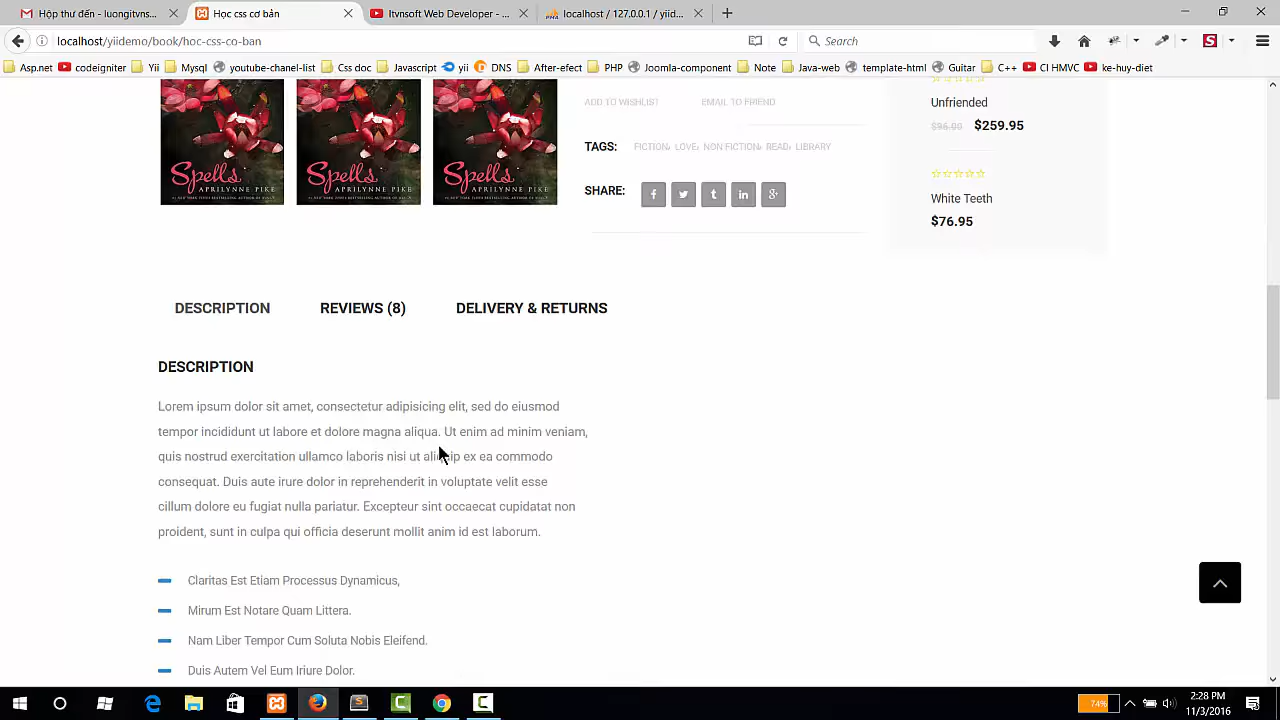 Hộp thư đến - luongitvns...
Học css cơ bản
Itvnsoft Web Developer - ...
localhost / 127.0.0.1 / yiid...
localhost/yiidemo/book/hoc-css-co-ban
Search
Asp.net
codeigniter
Yii
Mysql
youtube-chanel-list
Css doc
Javascript
yii
DNS
After-efect
PHP
Joomla-component
Note
Java-web
template-html
Guitar
C++
CI HMVC
ke-huy-diet
Spells
APRILYNNE PIKE
Spells
APRILYNNE PIKE
Spells
APRILYNNE PIKE
ADD TO WISHLIST
EMAIL TO FRIEND
TAGS:
FICTION, LOVE, NON FICTION, READ, LIBRARY
SHARE:
Unfriended
$96.00 $259.95
White Teeth
$76.95
DESCRIPTION
REVIEWS (8)
DELIVERY & RETURNS
DESCRIPTION
Lorem ipsum dolor sit amet, consectetur adipisicing elit, sed do eiusmod
tempor incididunt ut labore et dolore magna aliqua. Ut enim ad minim veniam,
quis nostrud exercitation ullamco laboris nisi ut aliquip ex ea commodo
consequat. Duis aute irure dolor in reprehenderit in voluptate velit esse
cillum dolore eu fugiat nulla pariatur. Excepteur sint occaecat cupidatat non
proident, sunt in culpa qui officia deserunt mollit anim id est laborum.
Claritas Est Etiam Processus Dynamicus,
Mirum Est Notare Quam Littera.
Nam Liber Tempor Cum Soluta Nobis Eleifend.
Duis Autem Vel Eum Iriure Dolor.
74%
2:28 PM
11/3/2016